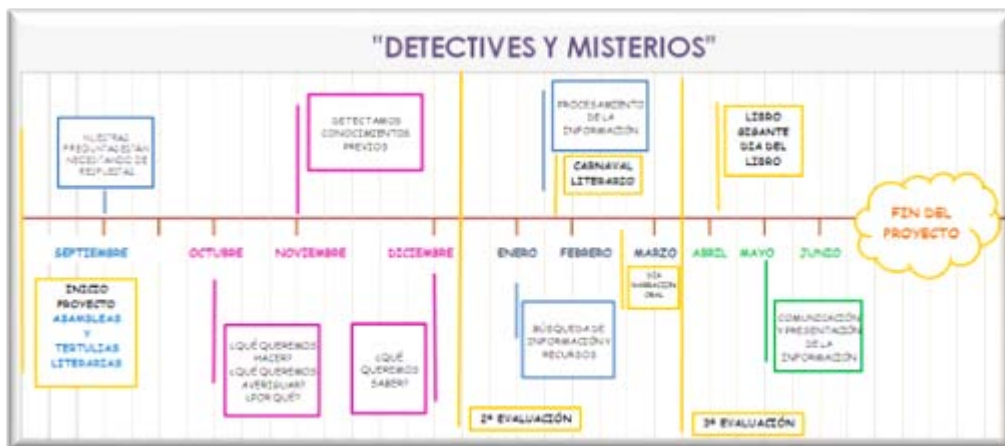 "DETECTIVES Y MISTERIOS"
NUESTRAS
PREGUNTAS ESTÁN
NECESITANDO DE
RESPUESTAS
DETECTAMOS
CONOCIMIENTOS
PREVIOS
PROCESAMIENTO
DE LA
INFORMACIÓN
CARNAVAL
LITERARIO
LIBRO
GIGANTE
DIA DEL
LIBRO
FIN DEL
PROYECTO
SEPTIEMBRE
OCTUBRE
NOVIEMBRE
DICIEMBRE
ENERO
FEBRERO
MARZO
ABRIL
MAYO
JUNIO
INICIO
PROYECTO
ASAMBLEAS
Y
TERTULIAS
LITERARIAS
¿QUÉ QUEREMOS
HACER?
¿QUÉ QUEREMOS
AVERIGUAR?
¿POR QUÉ?
¿QUÉ
QUEREMOS
SABER?
BÚSQUEDA DE
INFORMACIÓN Y
RECURSOS
DÍA
NARRACIÓN
ORAL
COMUNICACIÓN
Y PRESENTACIÓN
DE LA
INFORMACIÓN
2ª EVALUACIÓN
3ª EVALUACIÓN